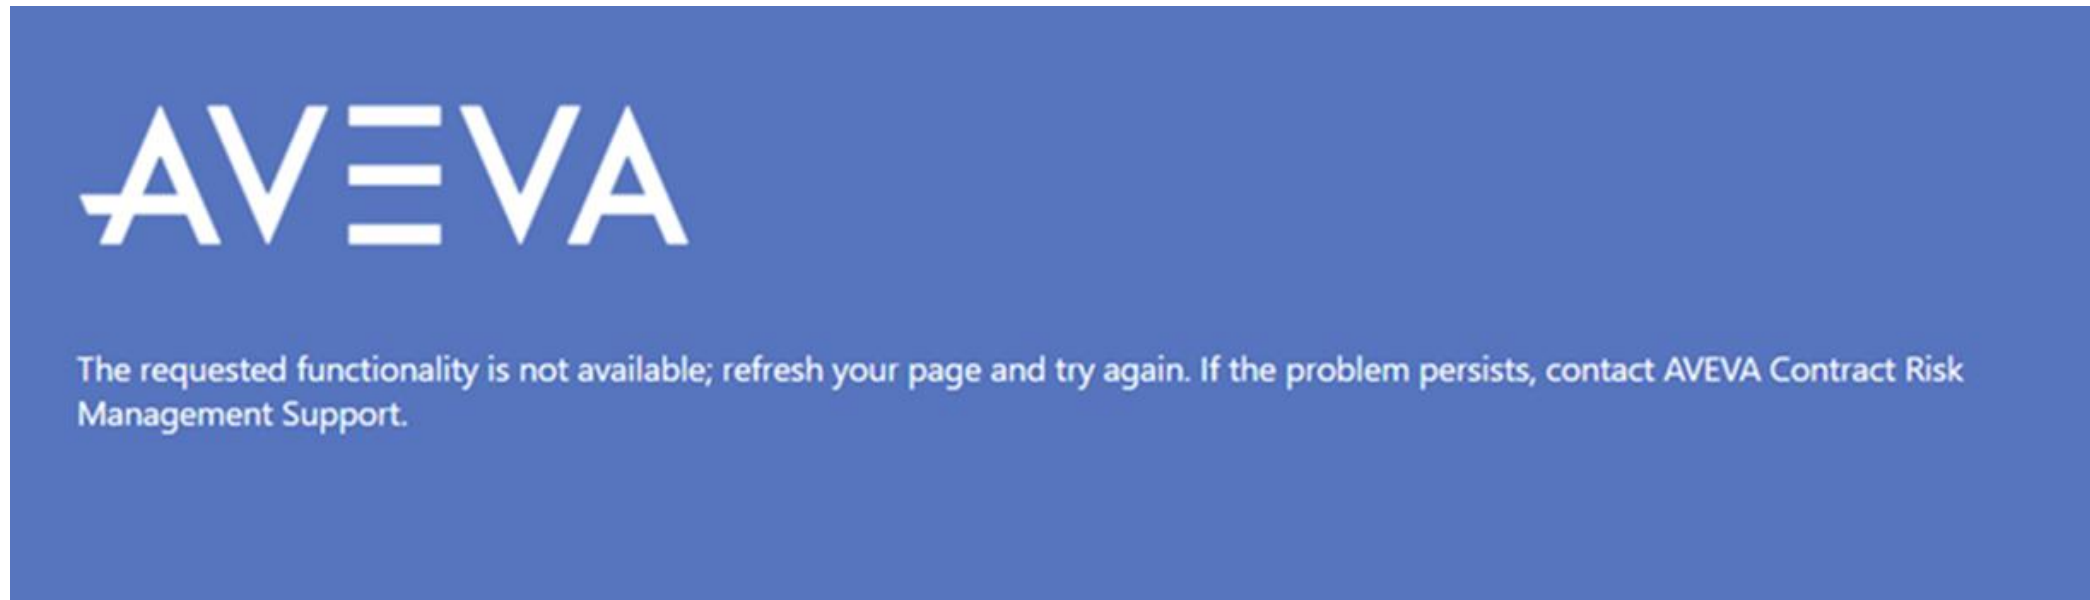 AVEVA
The requested functionality is not available; refresh your page and try again. If the problem persists, contact AVEVA Contract Risk
Management Support.